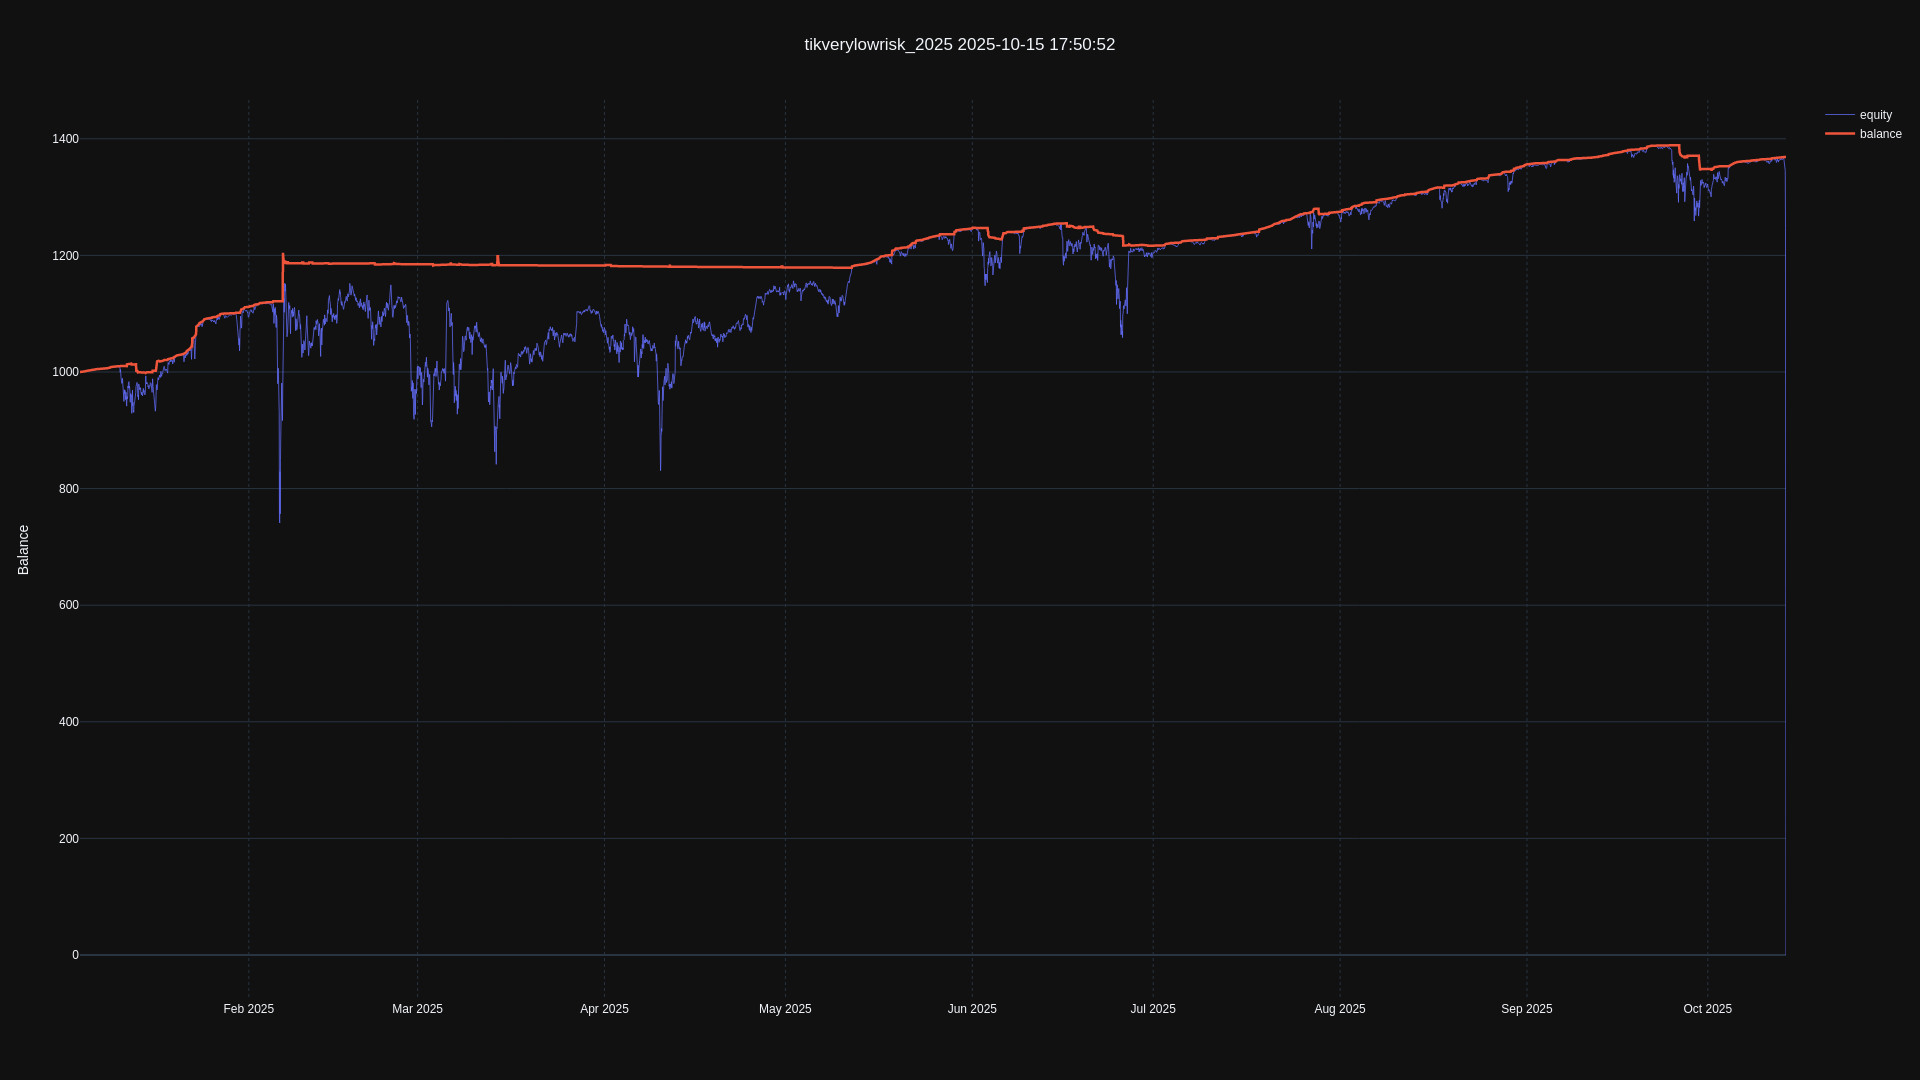 tikverylowrisk_2025 2025-10-15 17:50:52
equity
balance
1400
1200
1000
800
600
400
200
0
Balance
Feb 2025
Mar 2025
Apr 2025
May 2025
Jun 2025
Jul 2025
Aug 2025
Sep 2025
Oct 2025